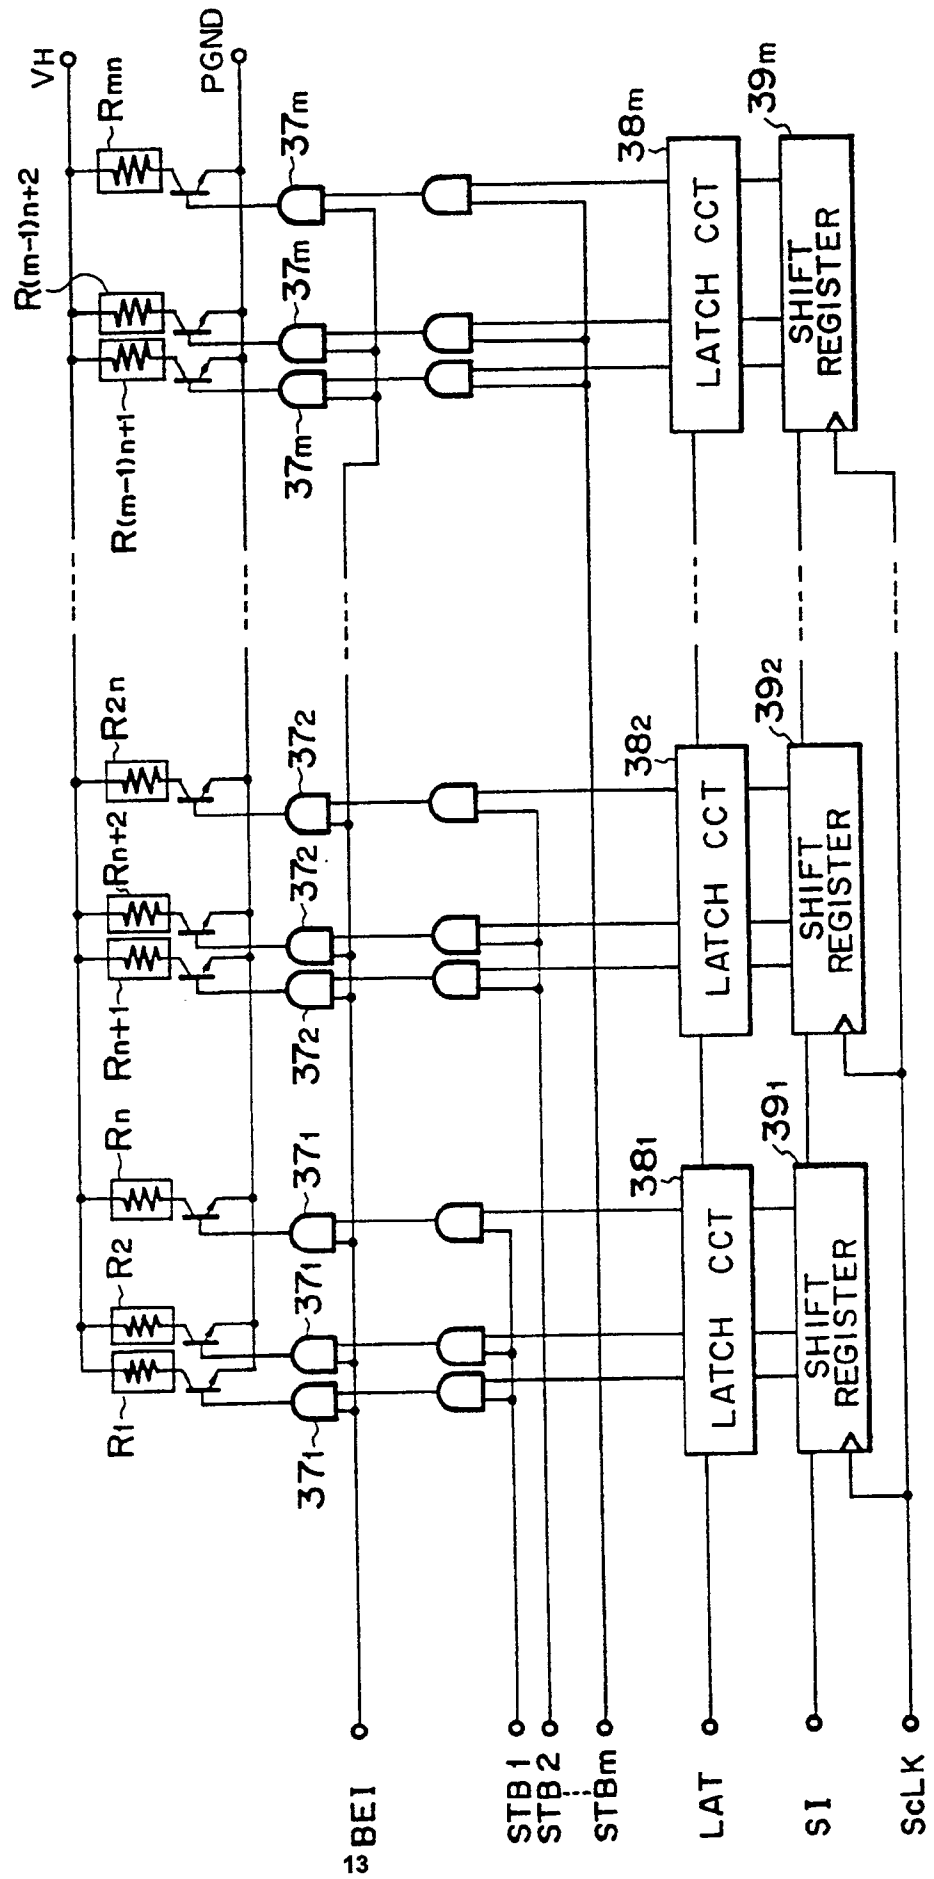 VH
PGND
R1
R2
Rn
Rn+1
Rn+2
R2n
R(m-1)n+1
R(m-1)n+2
Rmn
371
371
371
372
372
372
37m
37m
37m
BEI
STB1
STB2
STBm
381
LATCH CCT
382
LATCH CCT
38m
LATCH CCT
LAT
391
SHIFT
REGISTER
392
SHIFT
REGISTER
39m
SHIFT
REGISTER
SI
SCLK
13